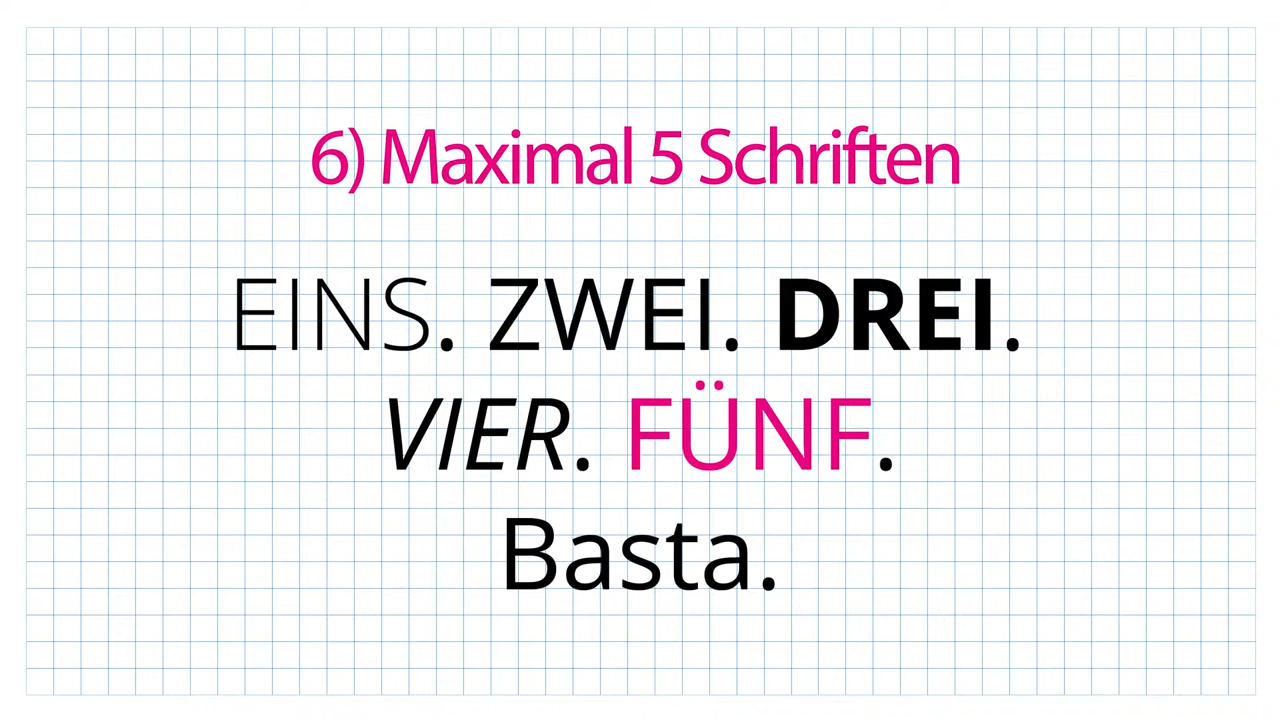 6) Maximal 5 Schriften
EINS. ZWEI. DREI.
VIER. FÜNF.
Basta.